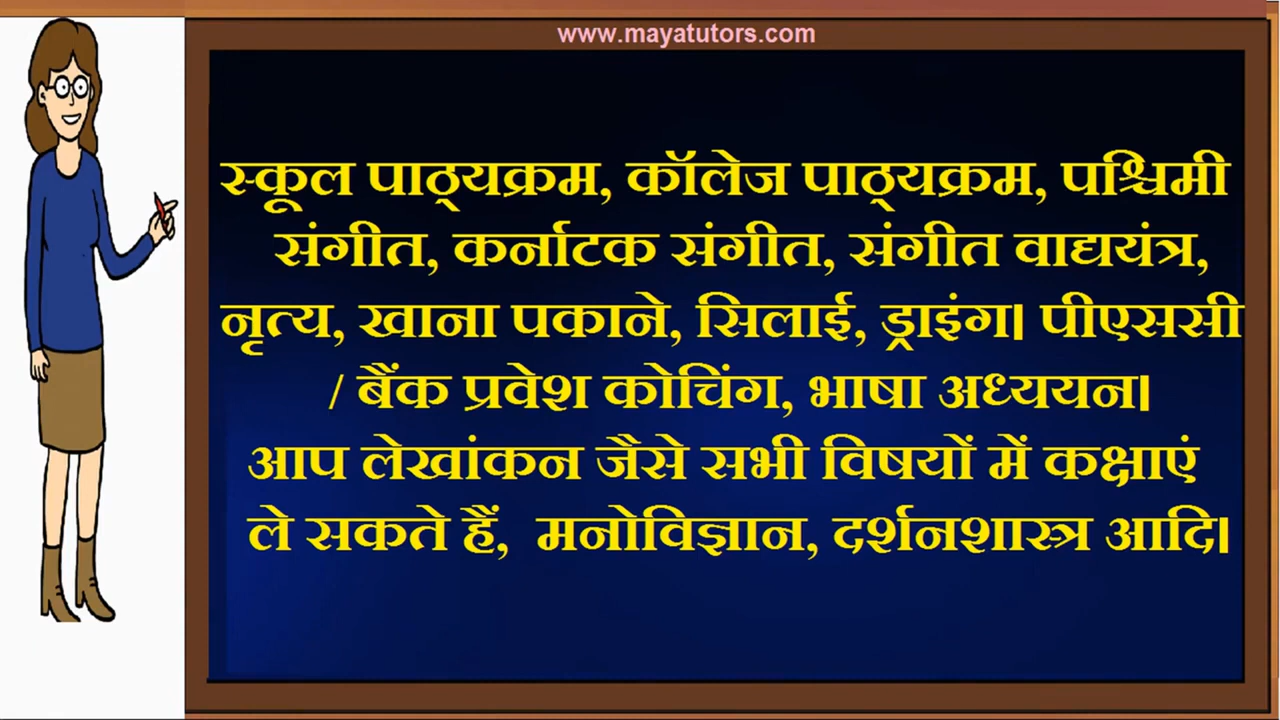 www.mayatutors.com
स्कूल पाठ्यक्रम, कॉलेज पाठ्यक्रम, पश्चिमी
संगीत, कर्नाटक संगीत, संगीत वाद्ययंत्र,
नृत्य, खाना पकाने, सिलाई, ड्राइंग। पीएससी
/ बैंक प्रवेश कोचिंग, भाषा अध्ययन।
आप लेखांकन जैसे सभी विषयों में कक्षाएं
ले सकते हैं, मनोविज्ञान, दर्शनशास्त्र आदि।